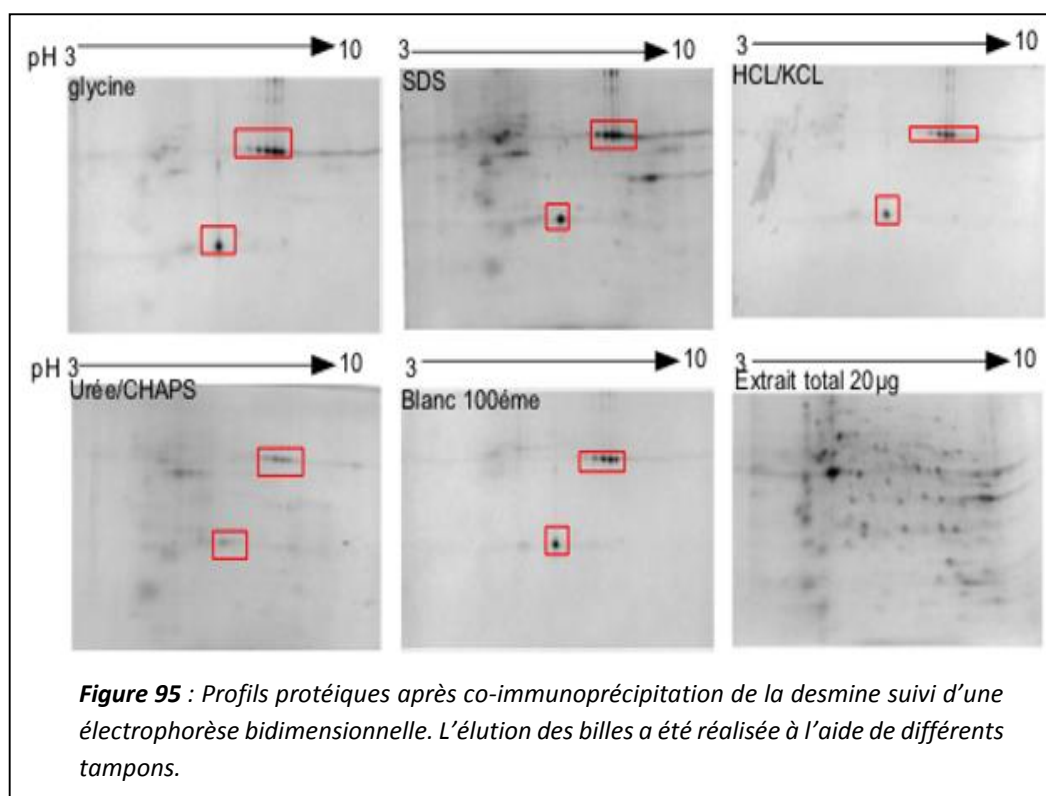 pH 3 10
glycine
3 10
SDS
3 10
HCL/KCL
pH 3 10
Urée/CHAPS
3 10
Blanc 100éme
3 10
Extrait total 20µg
Figure 95 : Profils protéiques après co-immunoprécipitation de la desmine suivi d’une
électrophorèse bidimensionnelle. L’élution des billes a été réalisée à l’aide de différents
tampons.